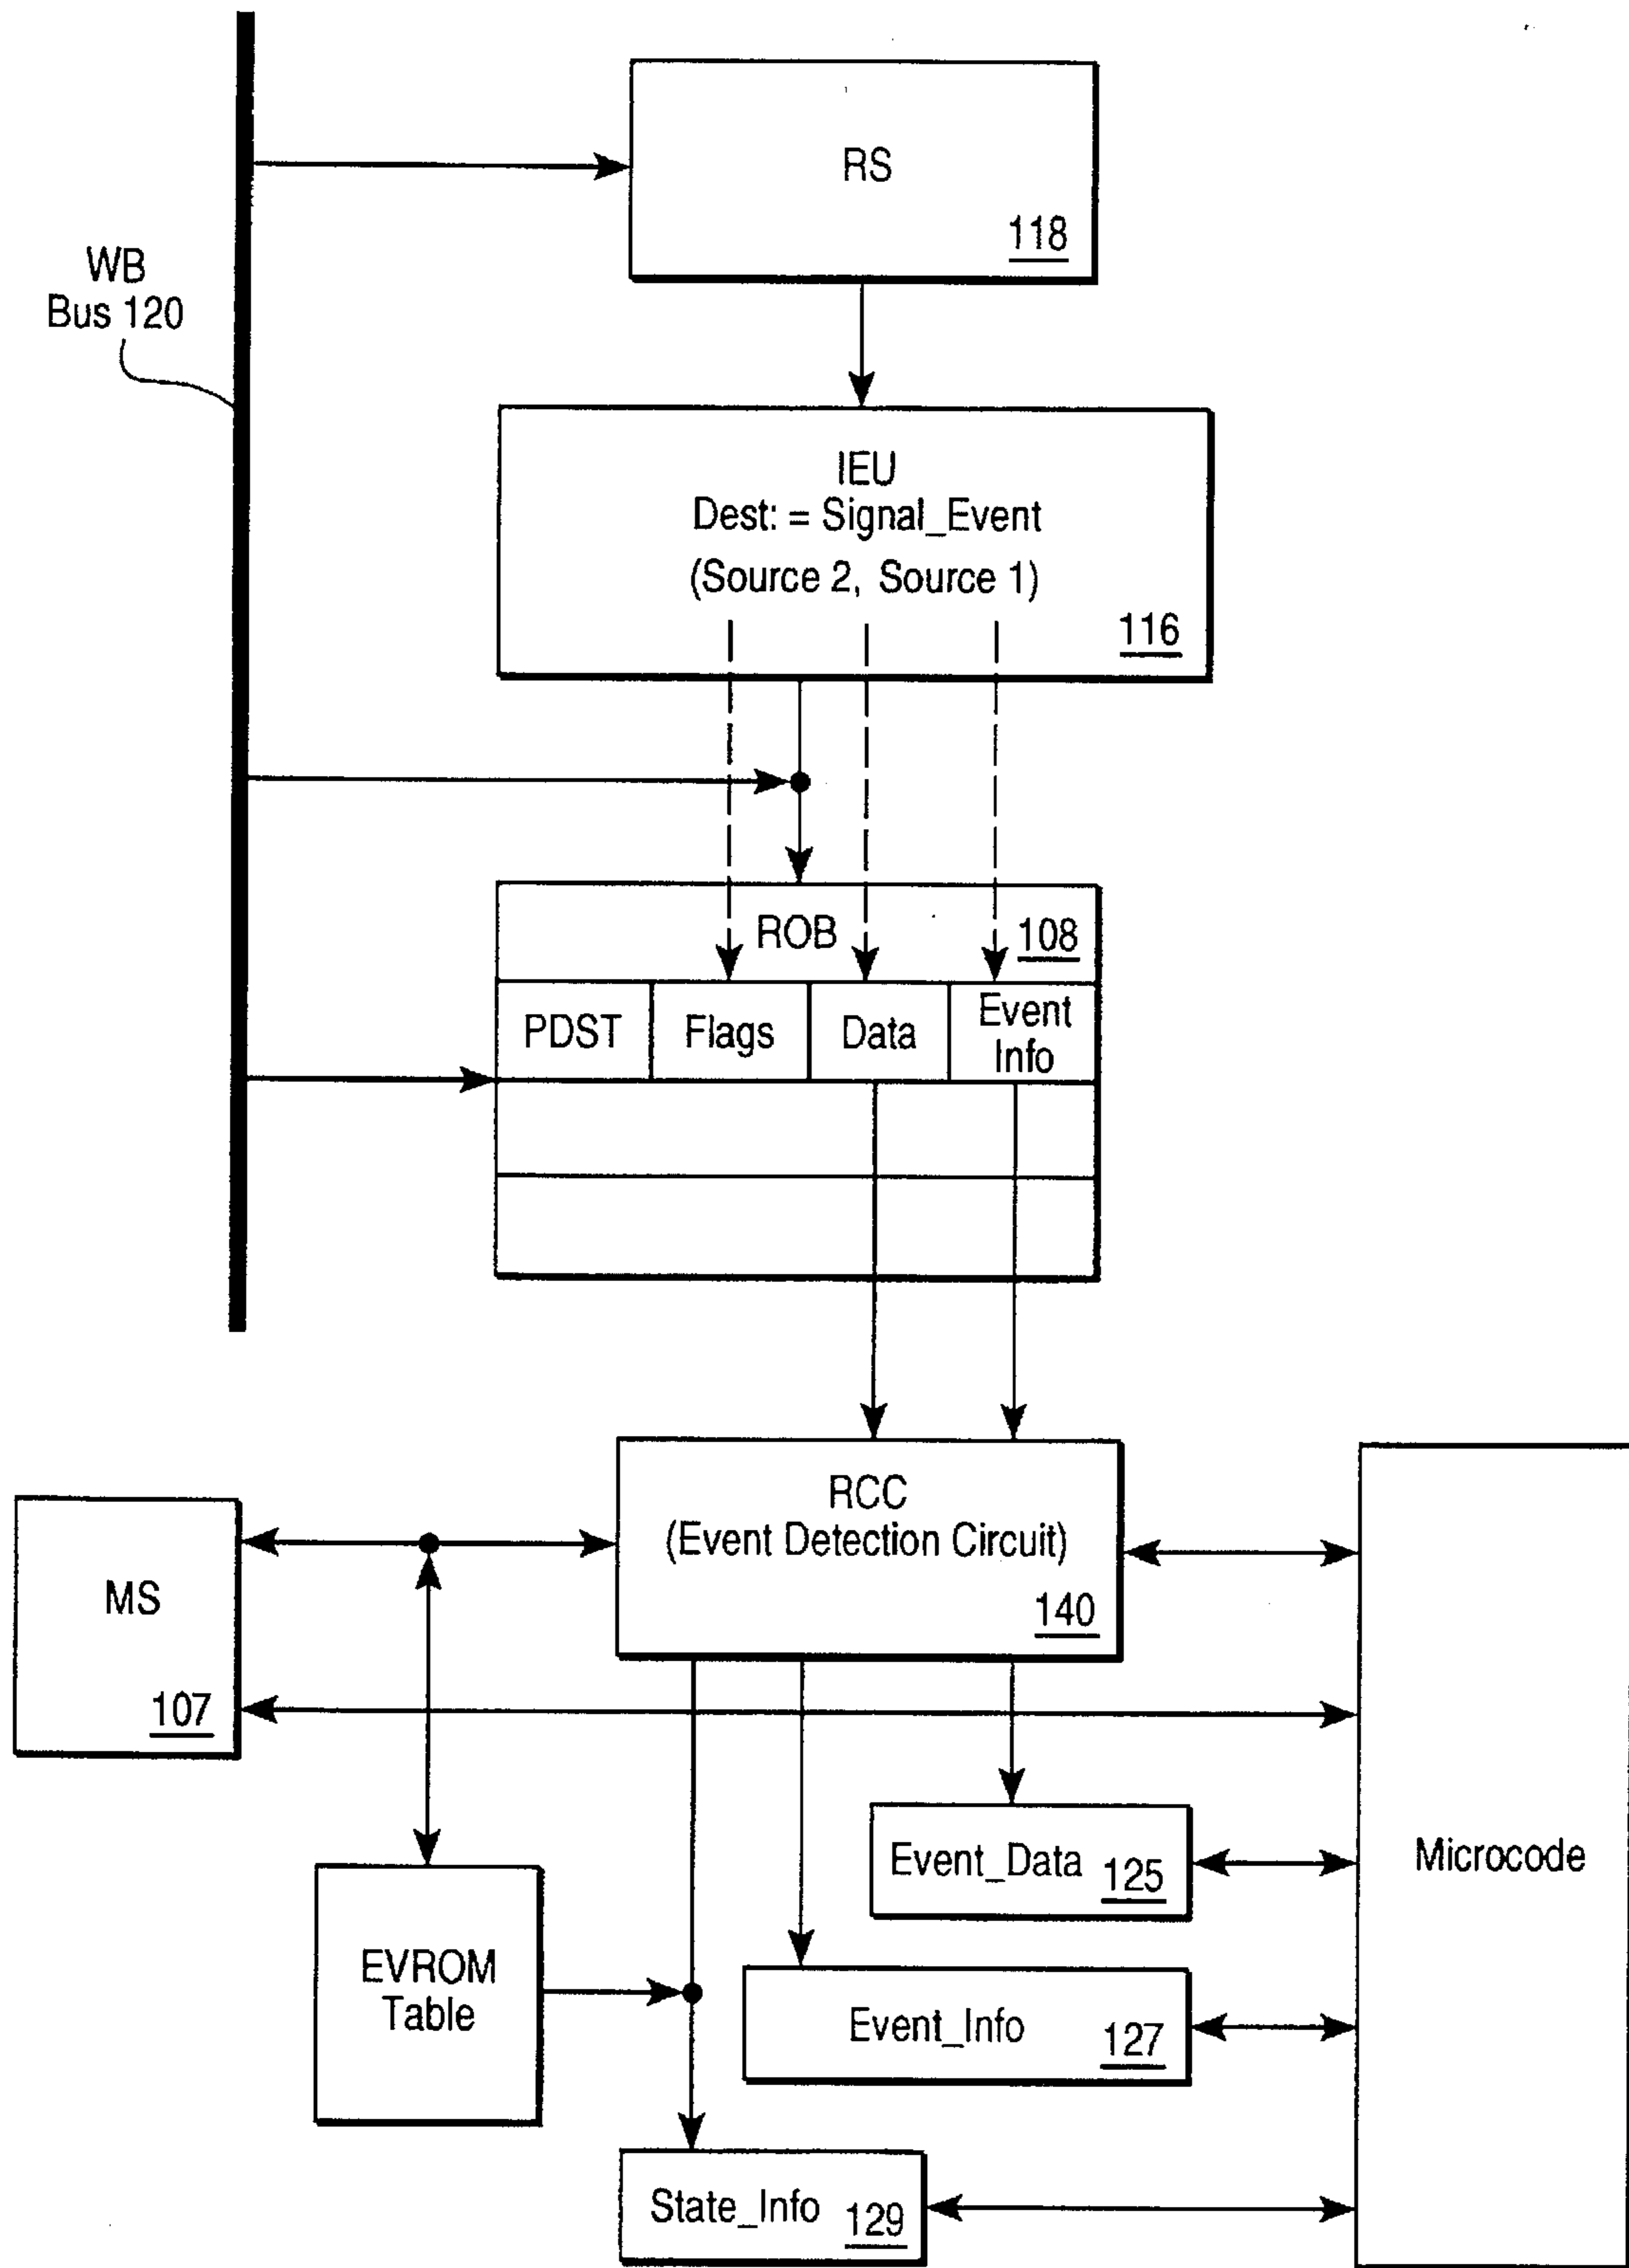 RS
118
WB
Bus 120
IEU
Dest: = Signal_Event
(Source 2, Source 1)
116
ROB
108
PDST
Flags
Data
Event
Info
RCC
(Event Detection Circuit)
140
MS
107
Microcode
Event_Data 125
EVROM
Table
Event_Info 127
State_Info 129